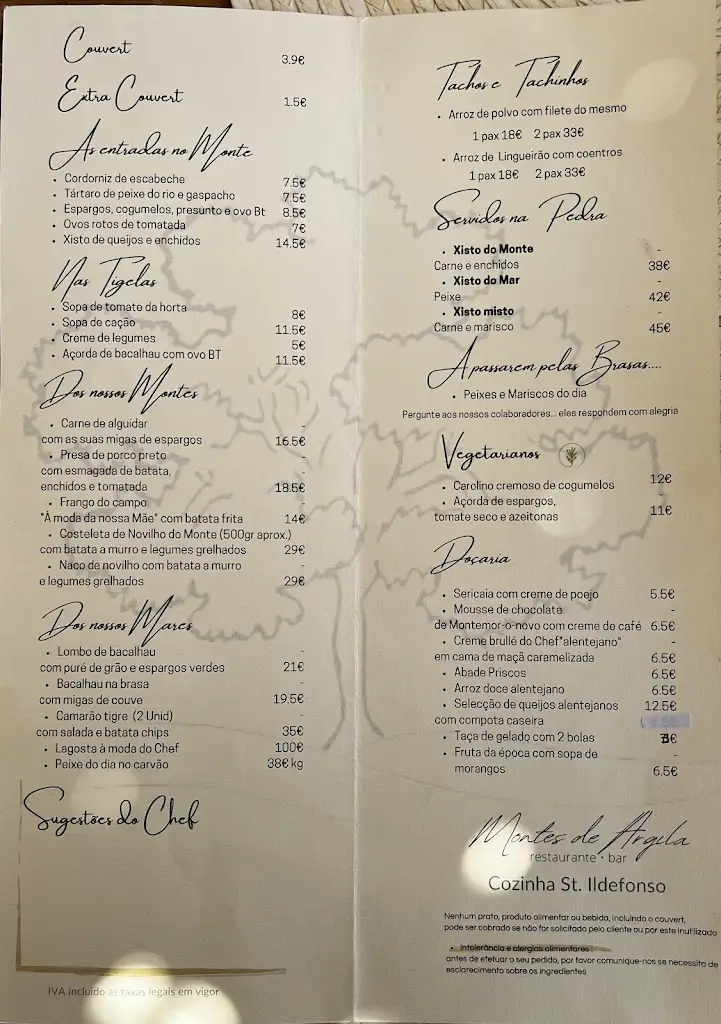 Couvert 3.9€
Extra Couvert 1.5€
As entradas no Monte
• Cordorniz de escabeche 7.5€
• Tártaro de peixe do rio e gaspacho 7.5€
• Espargos, cogumelos, presunto e ovo Bt 8.5€
• Ovos rotos de tomatada 7€
• Xisto de queijos e enchidos 14.5€
Nas Tigelas
• Sopa de tomate da horta 8€
• Sopa de cação 11.5€
• Creme de legumes 5€
• Açorda de bacalhau com ovo BT 11.5€
Dos nossos Montes
• Carne de alguidar -
com as suas migas de espargos 16.5€
• Presa de porco preto -
com esmagada de batata, -
enchidos e tomatada 18.5€
• Frango do campo -
"À moda da nossa Mãe" com batata frita 14€
• Costeleta de Novilho do Monte (500gr aprox.)
com batata a murro e legumes grelhados 29€
• Naco de novilho com batata a murro -
e legumes grelhados 29€
Dos nossos Mares
• Lombo de bacalhau -
com puré de grão e espargos verdes 21€
• Bacalhau na brasa -
com migas de couve 19.5€
• Camarão tigre (2 Unid) -
com salada e batata chips 35€
• Lagosta à moda do Chef 100€
• Peixe do dia no carvão 38€ kg
Sugestões do Chef
IVA incluído as taxas legais em vigor
Tachos e Tachinhos
• Arroz de polvo com filete do mesmo
1 pax 18€ 2 pax 33€
• Arroz de Lingueirão com coentros
1 pax 18€ 2 pax 33€
Servidos na Pedra
• Xisto do Monte -
Carne e enchidos 38€
• Xisto do Mar -
Peixe 42€
• Xisto misto -
Carne e marisco 45€
A passarem pelas Brasas....
• Peixes e Mariscos do dia
Pergunte aos nossos colaboradores... eles respondem com alegria
Vegetarianos
• Carolino cremoso de cogumelos 12€
• Açorda de espargos,
tomate seco e azeitonas 11€
Doçaria
• Sericaia com creme de poejo 5.5€
• Mousse de chocolate -
de Montemor-o-novo com creme de café 6.5€
• Creme brullé do Chef"alentejano" -
em cama de maçã caramelizada 6.5€
• Abade Priscos 6.5€
• Arroz doce alentejano 6.5€
• Selecção de queijos alentejanos 12.5€
com compota caseira
• Taça de gelado com 2 bolas 3€
• Fruta da época com sopa de -
morangos 6.5€
Montes de Argila
restaurante • bar
Cozinha St. Ildefonso
Nenhum prato, produto alimentar ou bebida, incluindo o couvert,
pode ser cobrado se não for solicitado pelo cliente ou por este inutilizado
• Intolerância e alergias alimentares :
antes de efetuar o seu pedido, por favor comunique-nos se necessita de
esclarecimento sobre os ingredientes